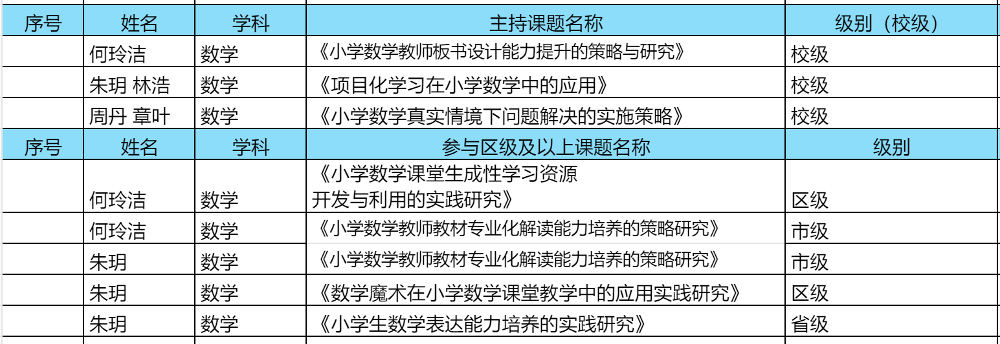 序号 姓名 学科 主持课题名称 级别（校级）
何玲洁 数学 《小学数学教师板书设计能力提升的策略与研究》 校级
朱玥 林浩 数学 《项目化学习在小学数学中的应用》 校级
周丹 章叶 数学 《小学数学真实情境下问题解决的实施策略》 校级
序号 姓名 学科 参与区级及以上课题名称 级别
《小学数学课堂生成性学习资源
何玲洁 数学 开发与利用的实践研究》 区级
何玲洁 数学 《小学数学教师教材专业化解读能力培养的策略研究》 市级
朱玥 数学 《小学数学教师教材专业化解读能力培养的策略研究》 市级
朱玥 数学 《数学魔术在小学数学课堂教学中的应用实践研究》 区级
朱玥 数学 《小学生数学表达能力培养的实践研究》 省级